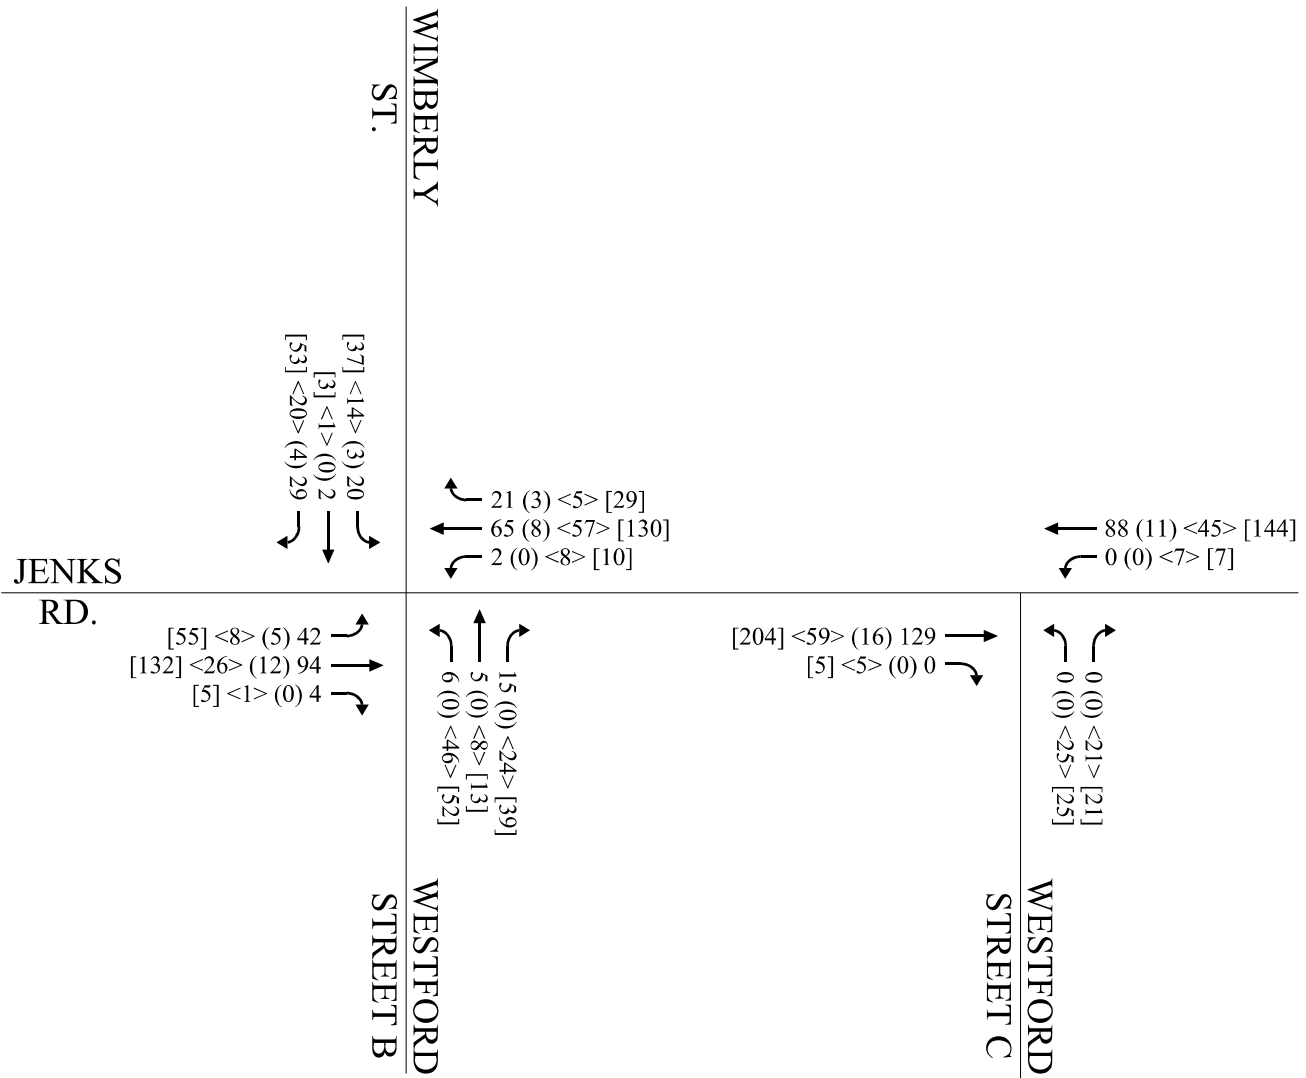 WIMBERLY
ST.
[53] <20> (4) 29
[3] <1> (0) 2
[37] <14> (3) 20
21 (3) <5> [29]
65 (8) <57> [130]
2 (0) <8> [10]
88 (11) <45> [144]
0 (0) <7> [7]
JENKS
RD.
[55] <8> (5) 42
[132] <26> (12) 94
[5] <1> (0) 4
6 (0) <46> [52]
5 (0) <8> [13]
15 (0) <24> [39]
[204] <59> (16) 129
[5] <5> (0) 0
0 (0) <25> [25]
0 (0) <21> [21]
WESTFORD
STREET B
WESTFORD
STREET C